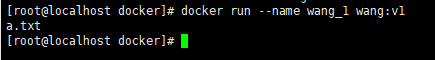 [root@localhost docker]# docker run --name wang_1 wang:v1
a.txt
[root@localhost docker]#